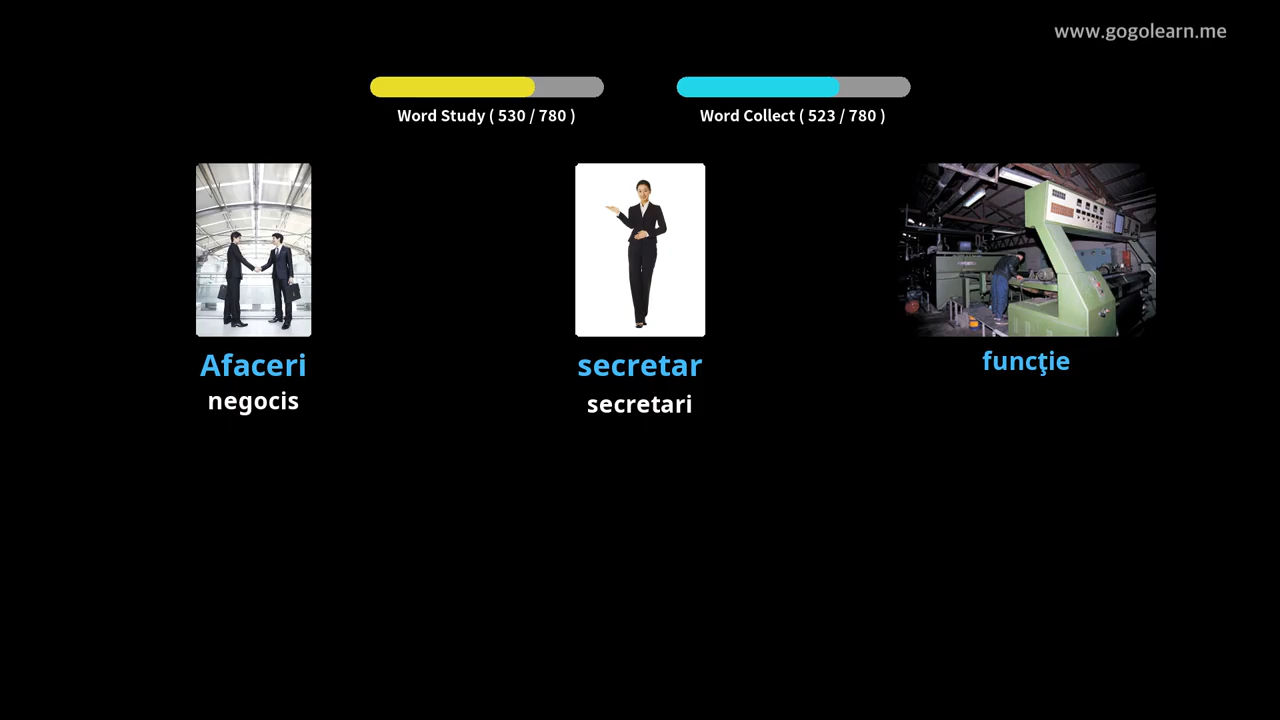 www.gogolearn.me
Word Study ( 530 / 780 )
Word Collect ( 523 / 780 )
Afaceri
negocis
secretar
secretari
funcţie